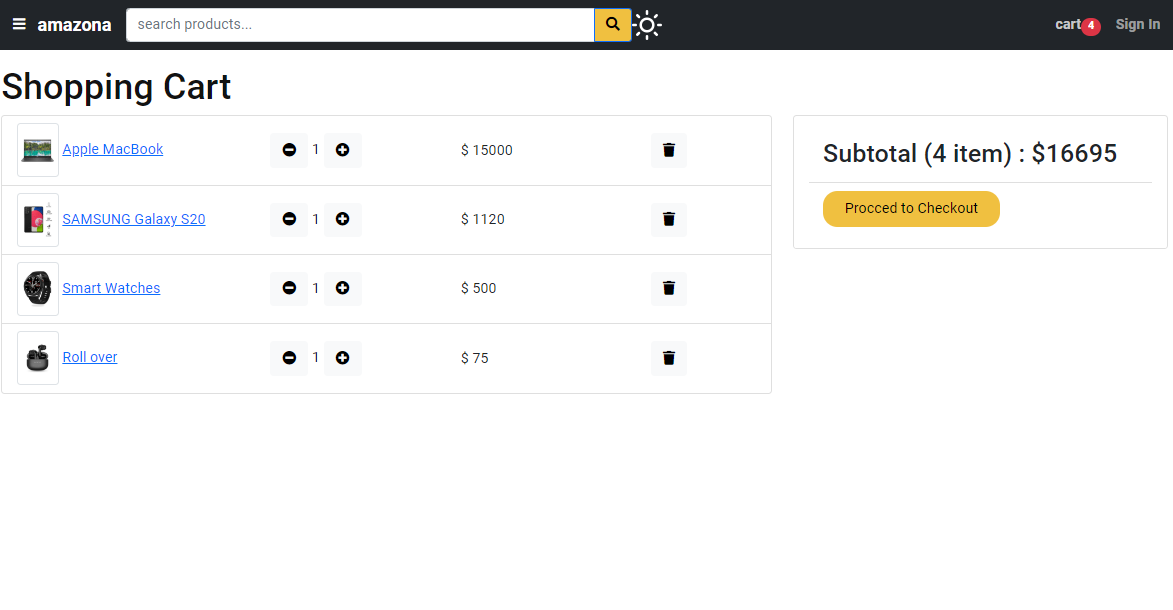 amazona search products... cart 4 Sign In
Shopping Cart
Apple MacBook 1 $ 15000
SAMSUNG Galaxy S20 1 $ 1120
Smart Watches 1 $ 500
Roll over 1 $ 75
Subtotal (4 item) : $16695
Procced to Checkout